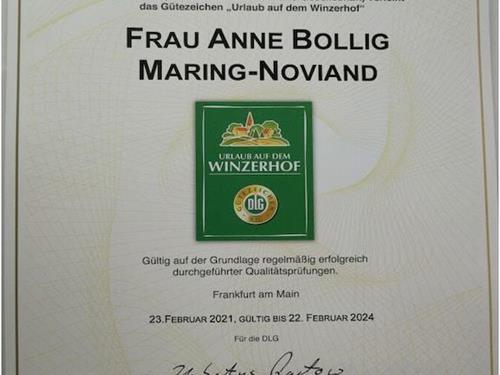 das Gütezeichen „Urlaub auf dem Winzerhof“
FRAU ANNE BOLLIG
MARING-NOVIAND
URLAUB AUF DEM
WINZERHOF
GÜTEZEICHEN
DLG
Gültig auf der Grundlage regelmäßig erfolgreich
durchgeführter Qualitätsprüfungen.
Frankfurt am Main
23.FEBRUAR 2021, GÜLTIG BIS 22. FEBRUAR 2024
Für die DLG